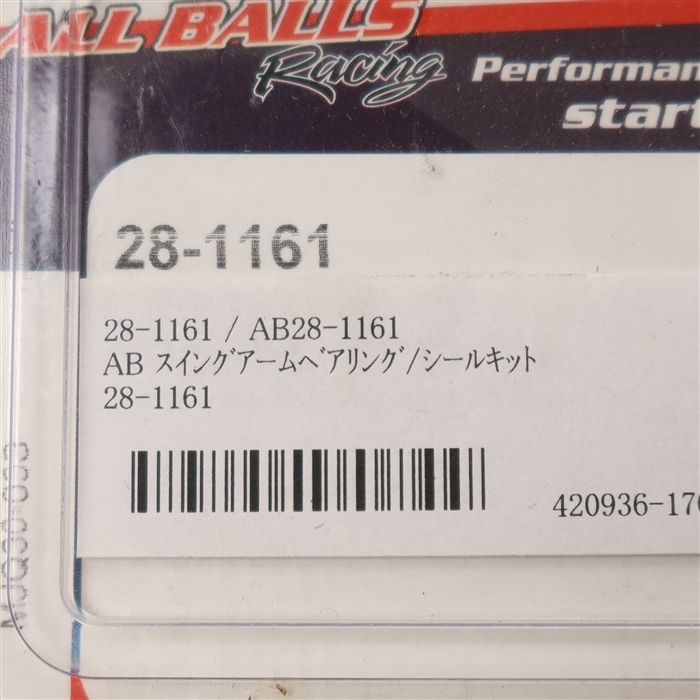 ALL BALLS
Racing
Performan
start
28-1161
28-1161 / AB28-1161
AB ｽｲﾝｸﾞｱｰﾑﾍﾞｱﾘﾝｸﾞ/ｼｰﾙｷｯﾄ
28-1161
420936-170